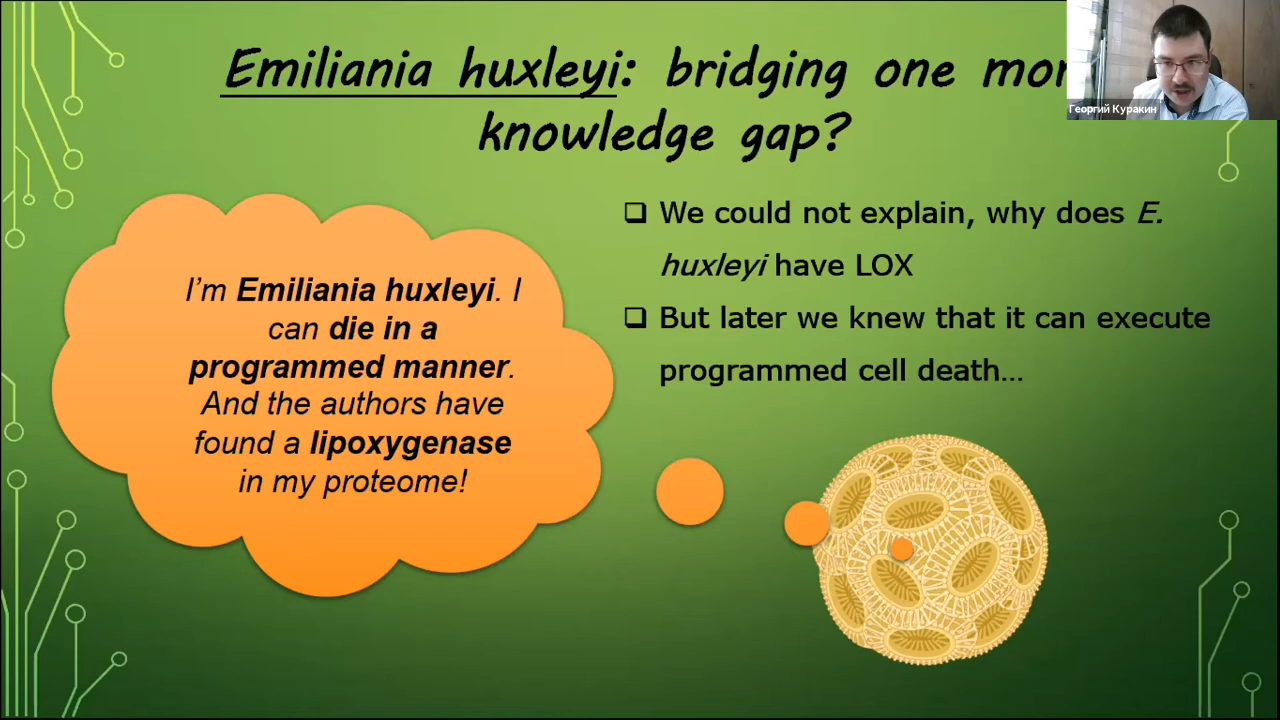 Emiliania huxleyi: bridging one
knowledge gap?
Георгий Куракин
We could not explain, why does E.
huxleyi have LOX
But later we knew that it can execute
programmed cell death...
I'm Emiliania huxleyi. I
can die in a
programmed manner.
And the authors have
found a lipoxygenase
in my proteome!